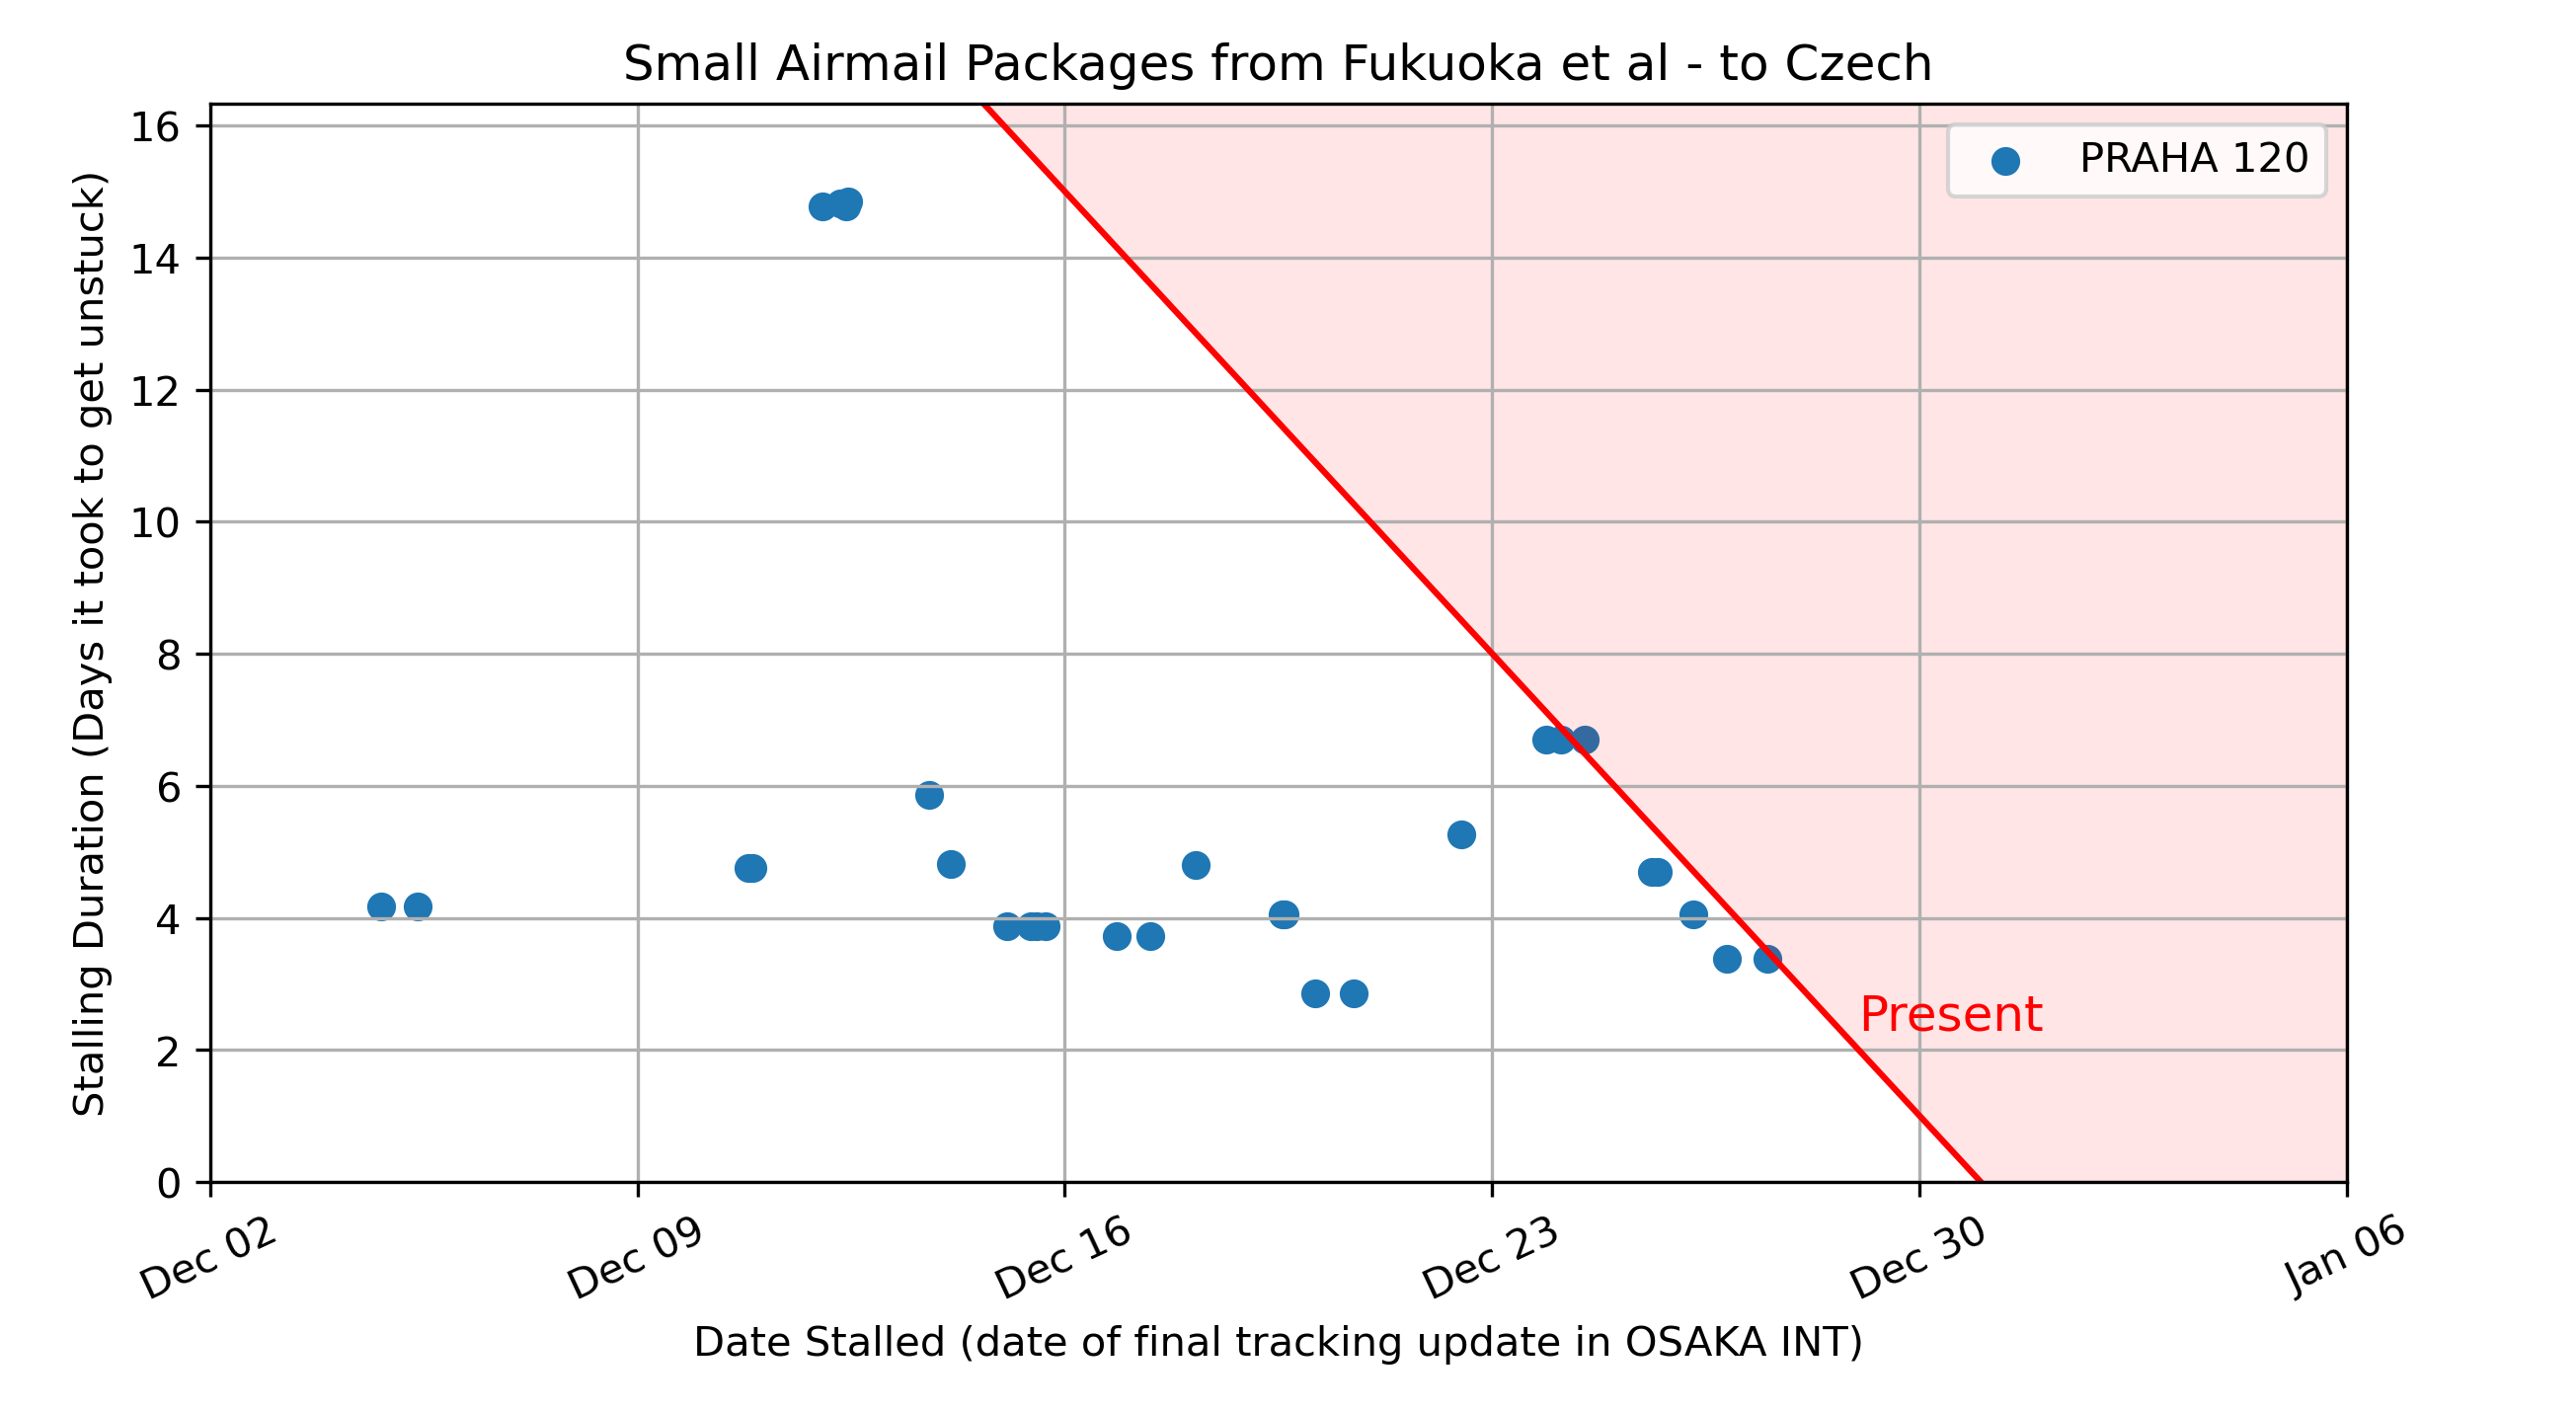 Small Airmail Packages from Fukuoka et al - to Czech
Stalling Duration (Days it took to get unstuck)
16
14
12
10
8
6
4
2
0
PRAHA 120
Present
Dec 02
Dec 09
Dec 16
Dec 23
Dec 30
Jan 06
Date Stalled (date of final tracking update in OSAKA INT)